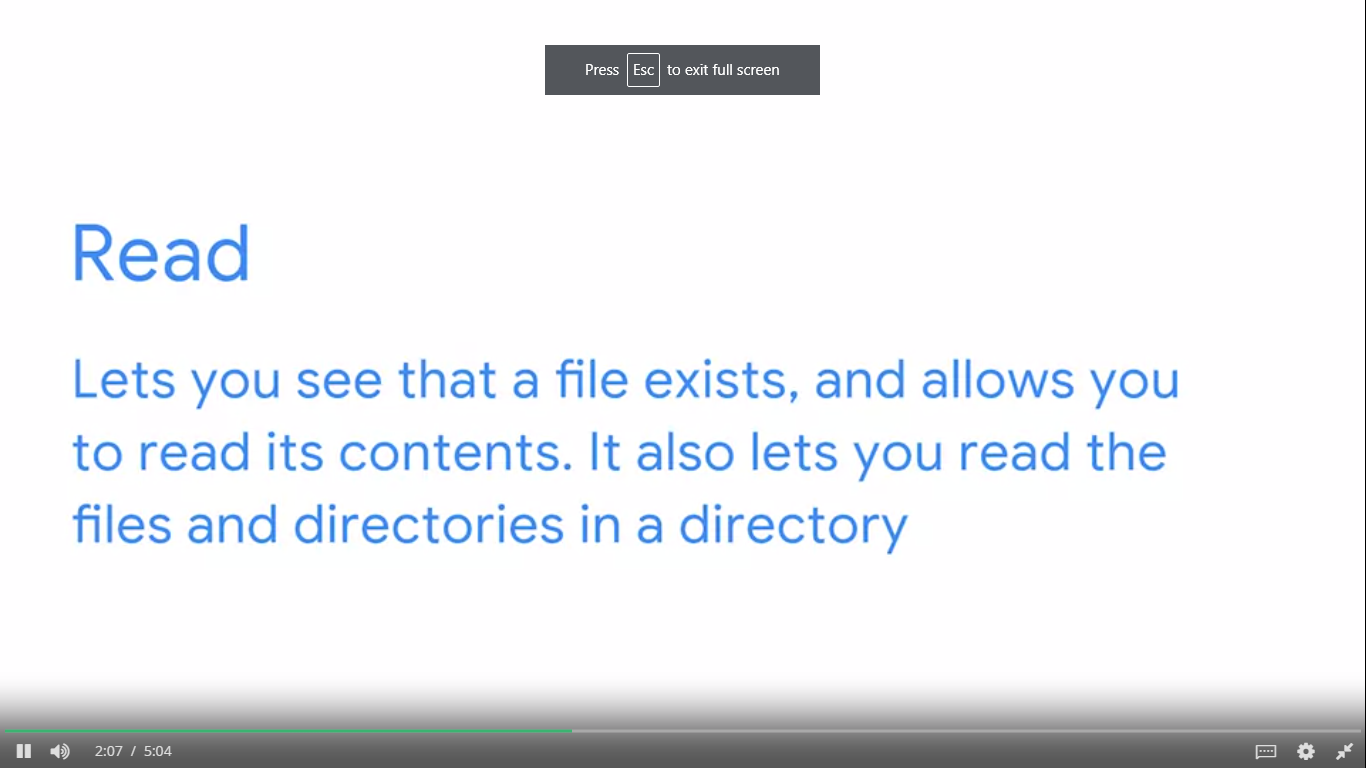 Press Esc to exit full screen
Read
Lets you see that a file exists, and allows you
to read its contents. It also lets you read the
files and directories in a directory
2:07 / 5:04